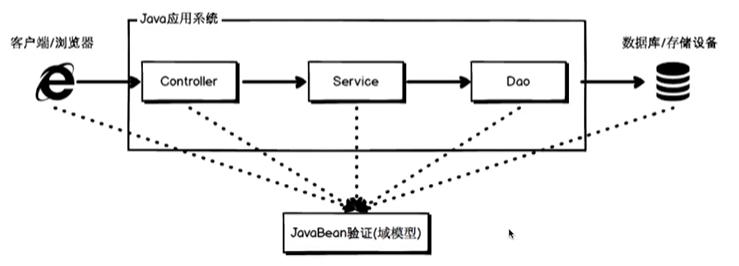 Java应用系统
客户端/浏览器
数据库/存储设备
Controller
Service
Dao
JavaBean验证(域模型)